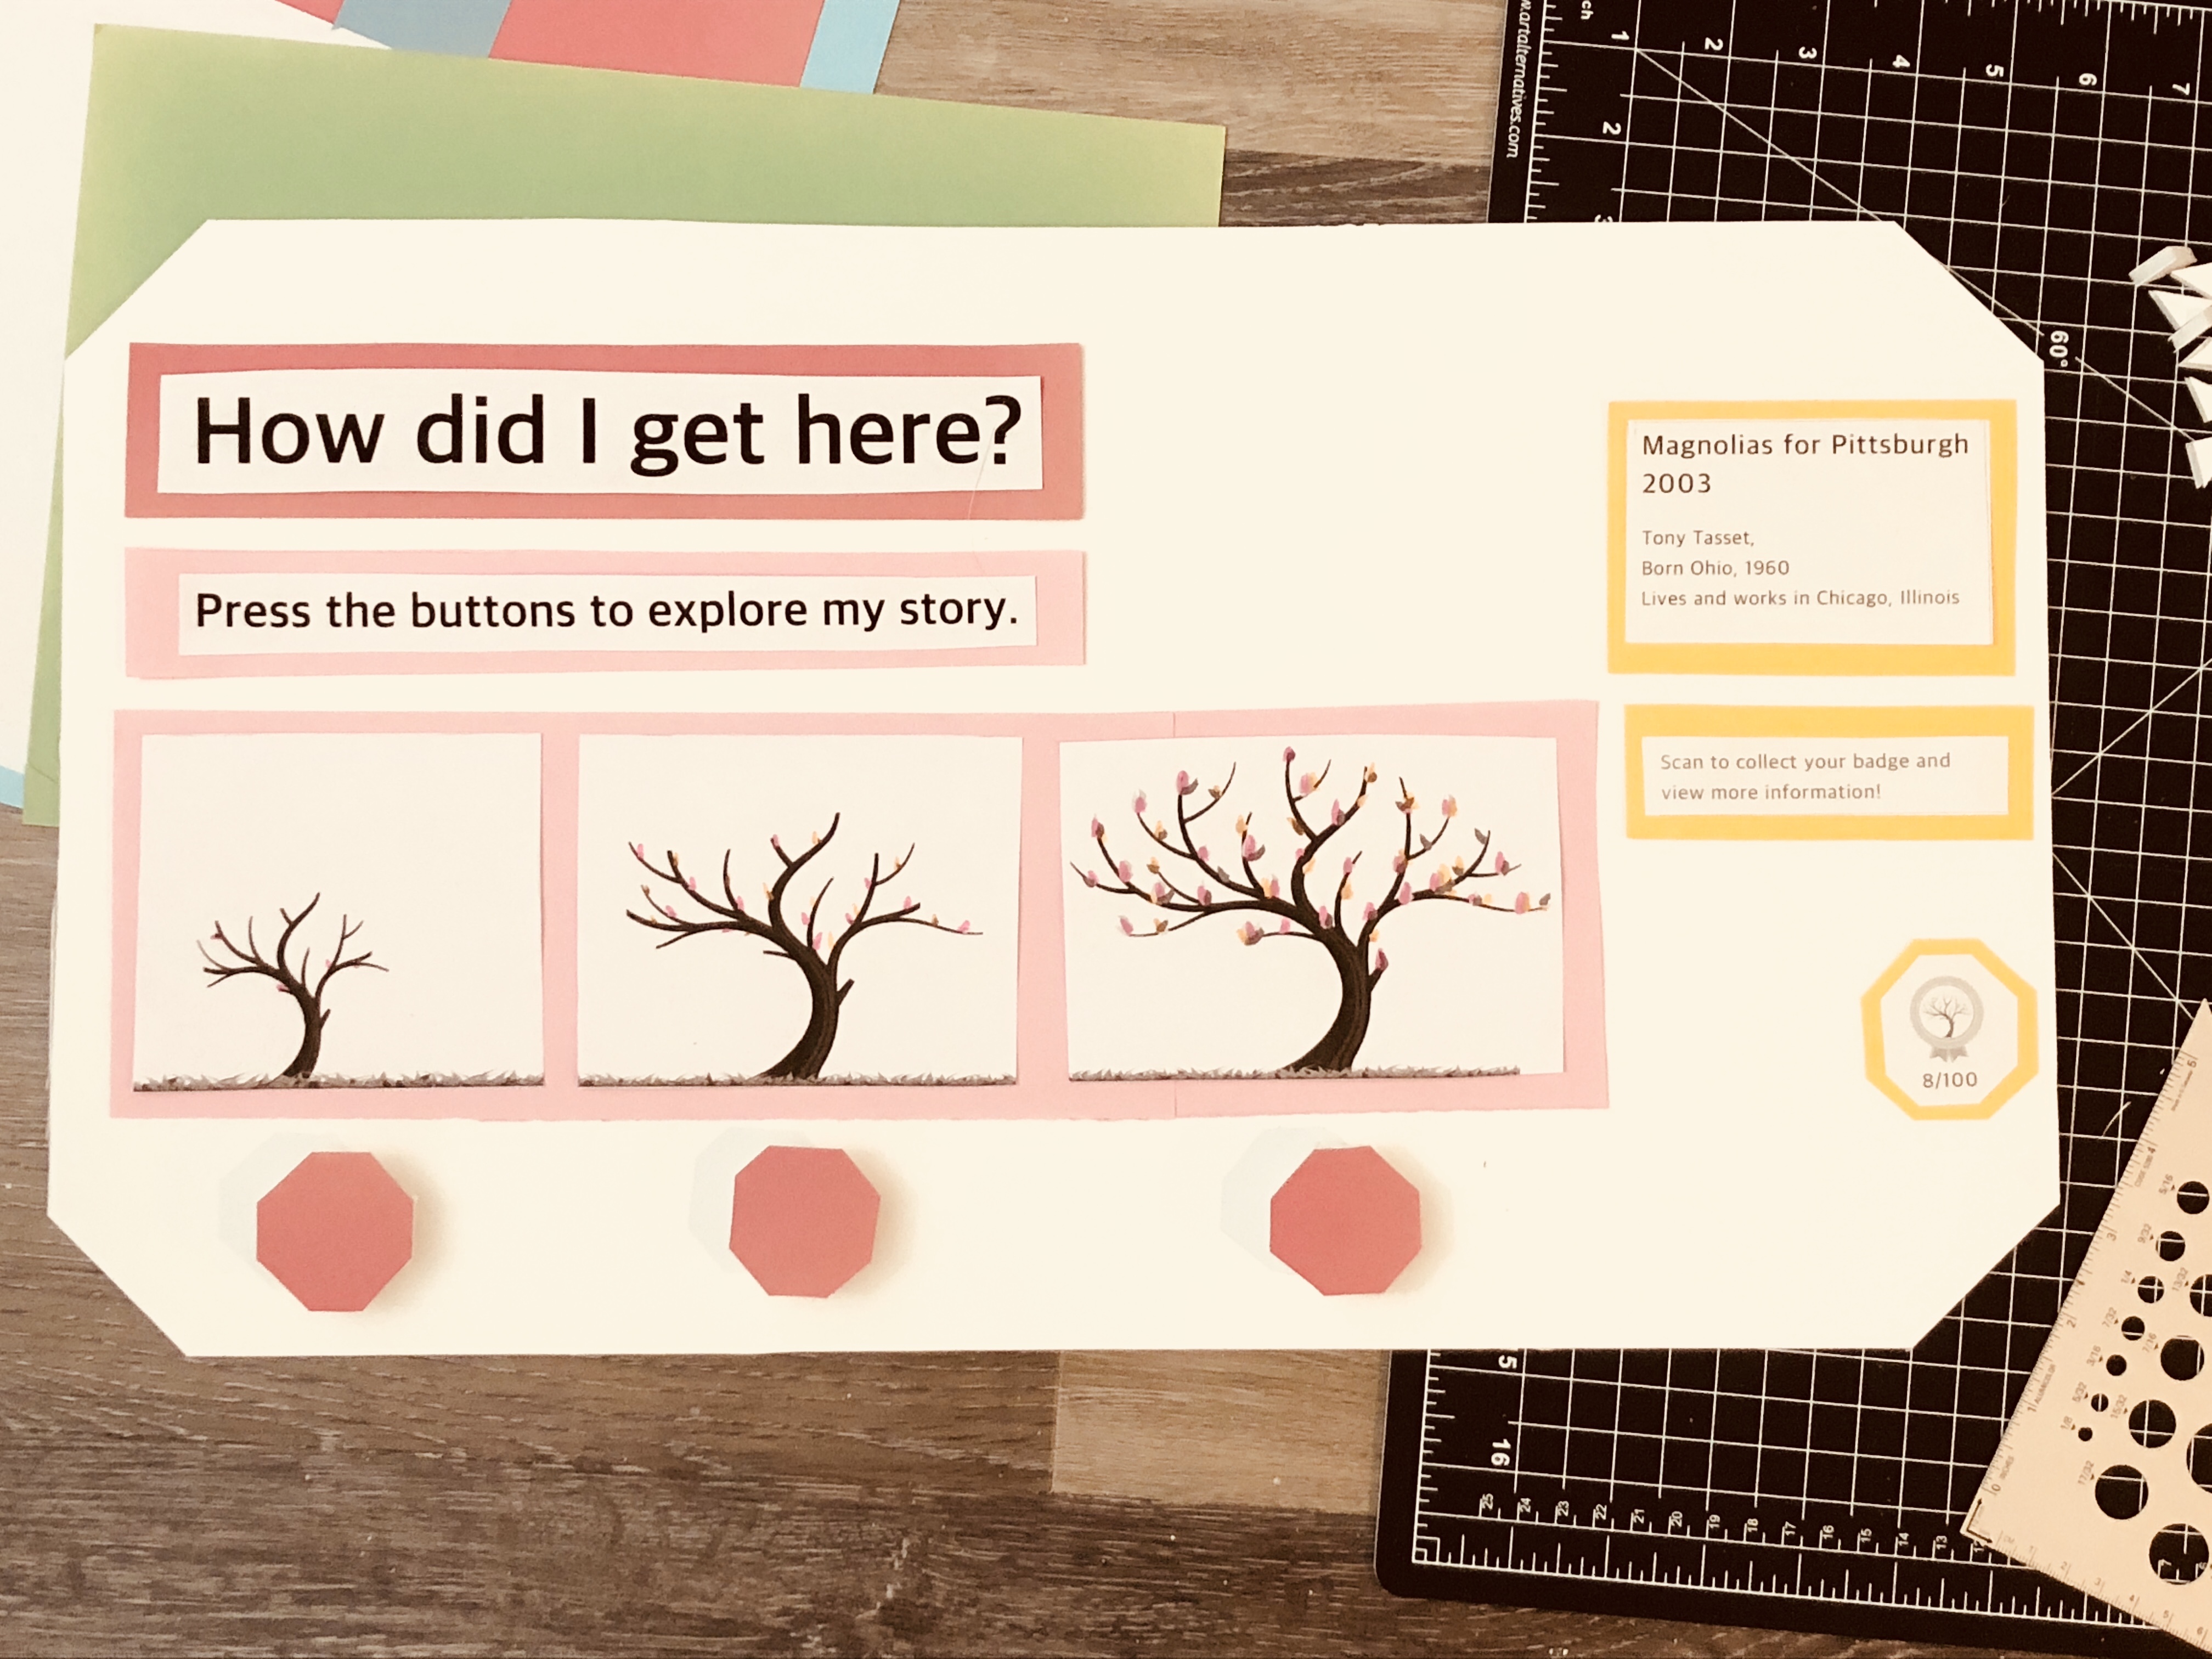 How did I get here?
Press the buttons to explore my story.
Magnolias for Pittsburgh
2003
Tony Tasset,
Born Ohio, 1960
Lives and works in Chicago, Illinois
Scan to collect your badge and
view more information!
8/100
www.artalternatives.com
1 2 3 4 5 6 7
2
3
60°
15
16
25 24 23 22 21 20 19 18 17 16 15 14 13